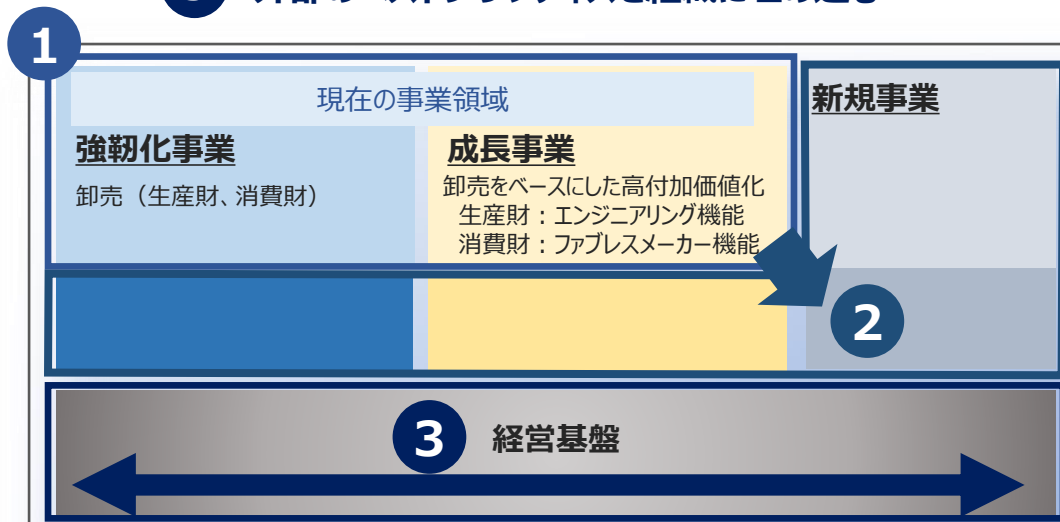 1
現在の事業領域
強靭化事業
卸売（生産財、消費財）
成長事業
卸売をベースにした高付加価値化
生産財：エンジニアリング機能
消費財：ファブレスメーカー機能
新規事業
2
3 経営基盤